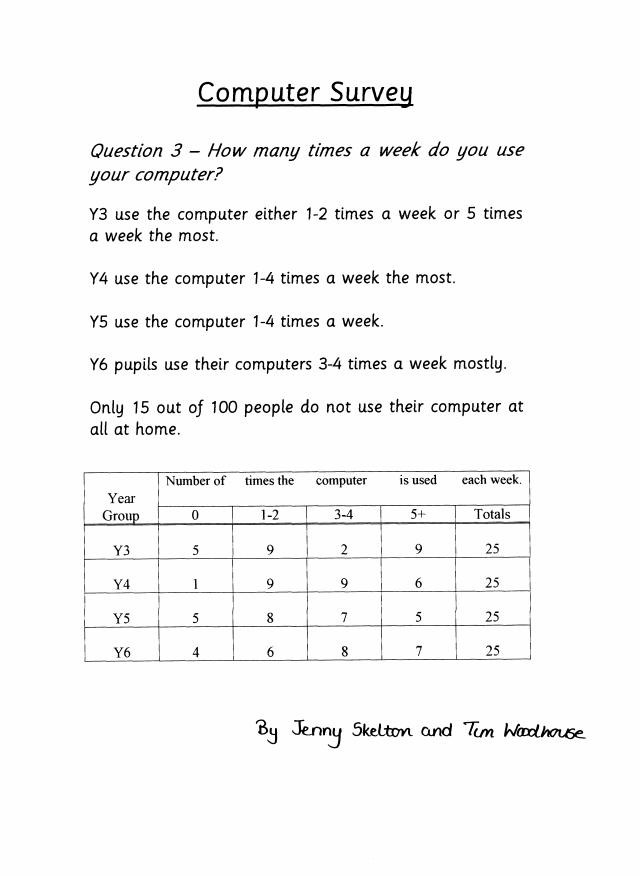 Computer Survey
Question 3 – How many times a week do you use
your computer?
Y3 use the computer either 1-2 times a week or 5 times
a week the most.
Y4 use the computer 1-4 times a week the most.
Y5 use the computer 1-4 times a week.
Y6 pupils use their computers 3-4 times a week mostly.
Only 15 out of 100 people do not use their computer at
all at home.
Year Group Number of times the computer is used each week.
0 1-2 3-4 5+ Totals
Y3 5 9 2 9 25
Y4 1 9 9 6 25
Y5 5 8 7 5 25
Y6 4 6 8 7 25
By Jenny Skelton and Tim Woodhouse